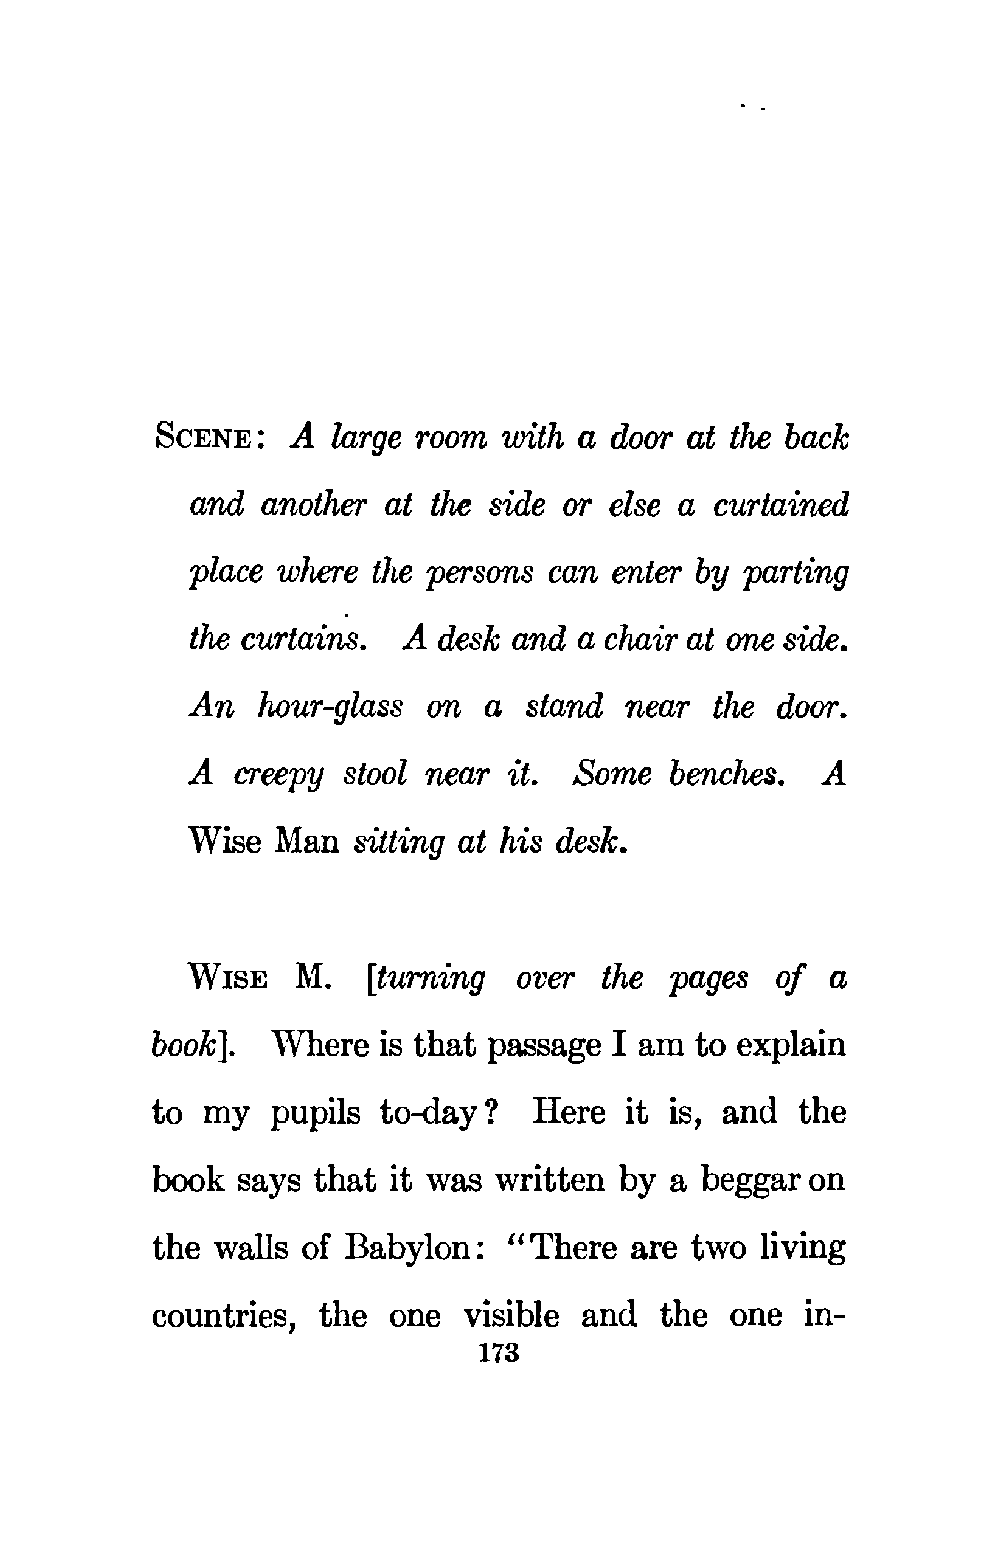 SCENE: A large room with a door at the back
and another at the side or else a curtained
place where the persons can enter by parting
the curtains. A desk and a chair at one side.
An hour-glass on a stand near the door.
A creepy stool near it. Some benches. A
Wise Man sitting at his desk.
WISE M. [turning over the pages of a
book]. Where is that passage I am to explain
to my pupils to-day? Here it is, and the
book says that it was written by a beggar on
the walls of Babylon: “There are two living
countries, the one visible and the one in-
173